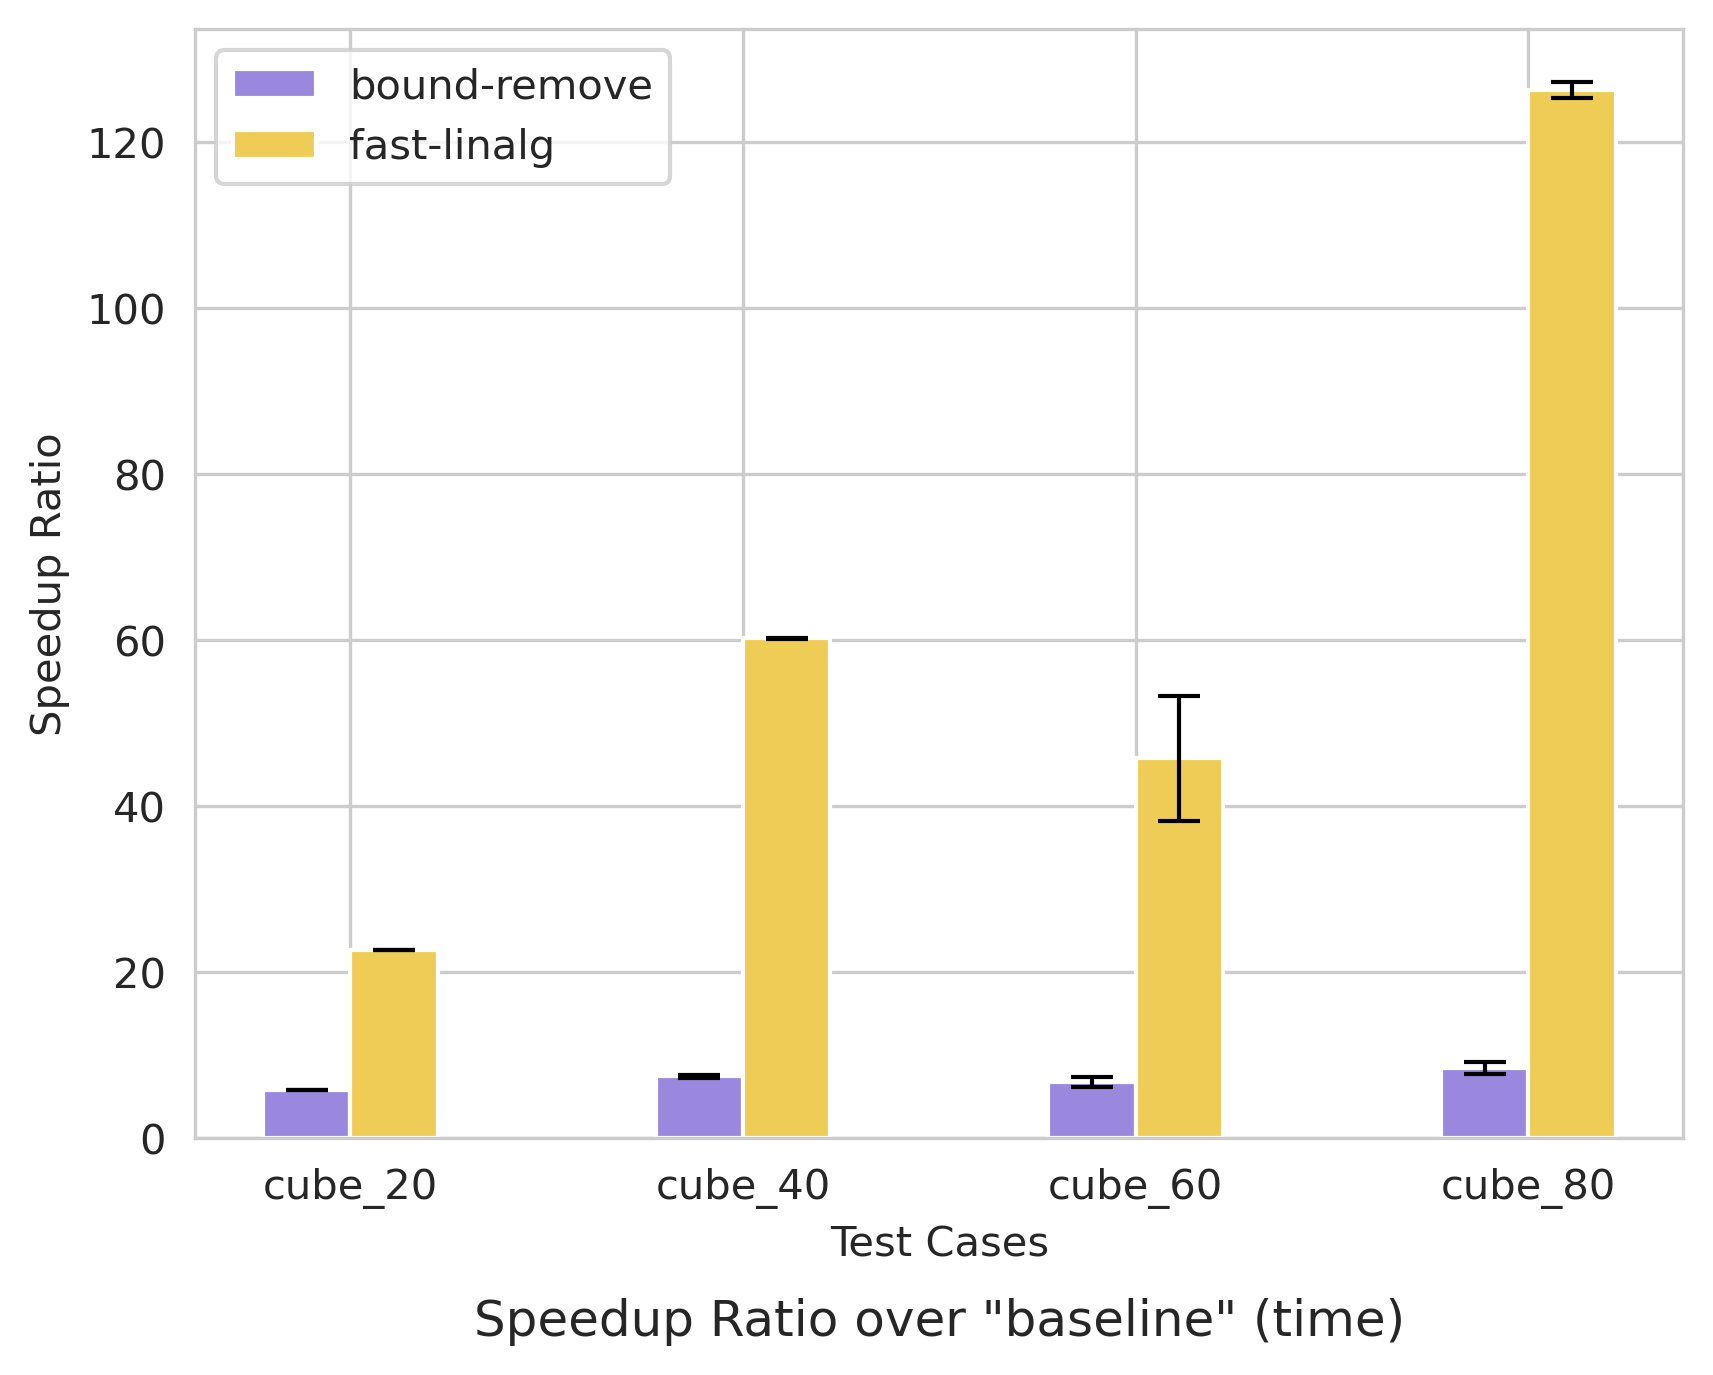 bound-remove
fast-linalg
120
100
80
60
40
20
0
Speedup Ratio
cube_20 cube_40 cube_60 cube_80
Test Cases
Speedup Ratio over "baseline" (time)